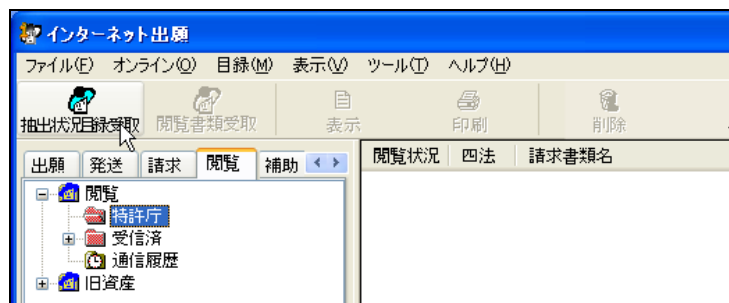 インターネット出願
ファイル(F) オンライン(O) 目録(M) 表示(V) ツール(T) ヘルプ(H)
抽出状況目録受取 閲覧書類受取 表示 印刷 削除
出願 発送 請求 閲覧 補助
閲覧状況 四法 請求書類名
閲覧
特許庁
受信済
通信履歴
旧資産